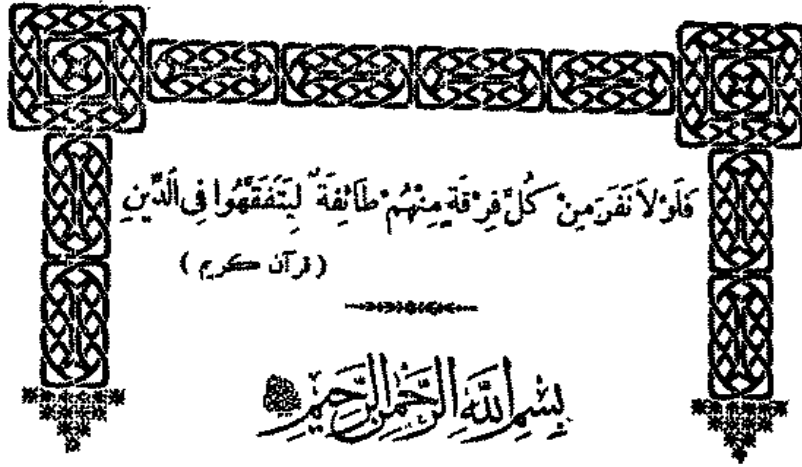 فَلَوْلَا نَفَرَ مِنْ كُلِّ فِرْقَةٍ مِنْهُمْ طَائِفَةٌ لِيَتَفَقَّهُوا فِي الدِّينِ
( قرآن كريم )
بِسْمِ اللَّهِ الرَّحْمَنِ الرَّحِيمِ